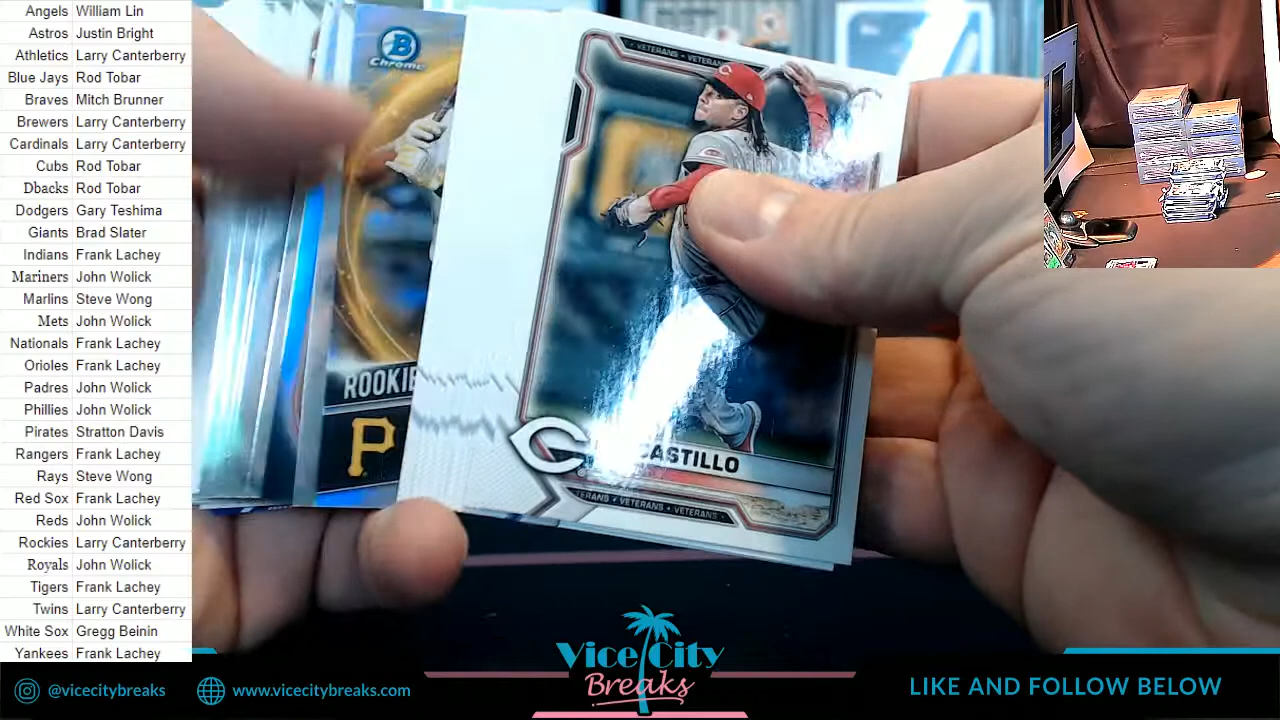 Angels William Lin
Astros Justin Bright
Athletics Larry Canterberry
Blue Jays Rod Tobar
Braves Mitch Brunner
Brewers Larry Canterberry
Cardinals Larry Canterberry
Cubs Rod Tobar
Dbacks Rod Tobar
Dodgers Gary Teshima
Giants Brad Slater
Indians Frank Lachey
Mariners John Wolick
Marlins Steve Wong
Mets John Wolick
Nationals Frank Lachey
Orioles Frank Lachey
Padres John Wolick
Phillies John Wolick
Pirates Stratton Davis
Rangers Frank Lachey
Rays Steve Wong
Red Sox Frank Lachey
Reds John Wolick
Rockies Larry Canterberry
Royals John Wolick
Tigers Frank Lachey
Twins Larry Canterberry
White Sox Gregg Beinin
Yankees Frank Lachey
B
Chrome
ROOKIE
P
VETERANS • VETERANS
C
CASTILLO
VETERANS • VETERANS
Vice City
Breaks
@vicecitybreaks
www.vicecitybreaks.com
LIKE AND FOLLOW BELOW